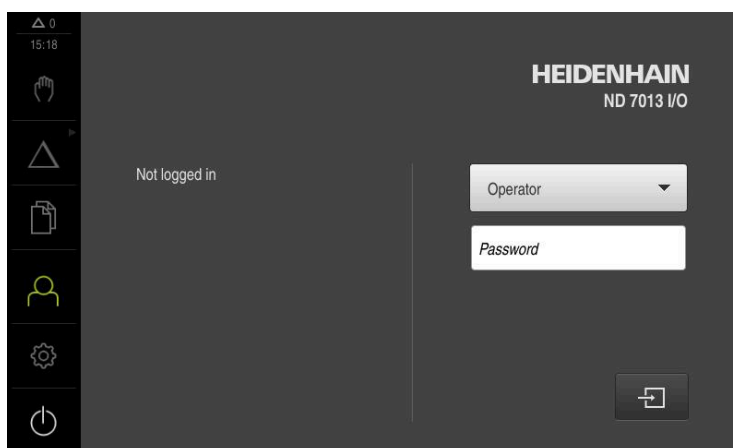 0
15:18
HEIDENHAIN
ND 7013 I/O
Not logged in
Operator
Password